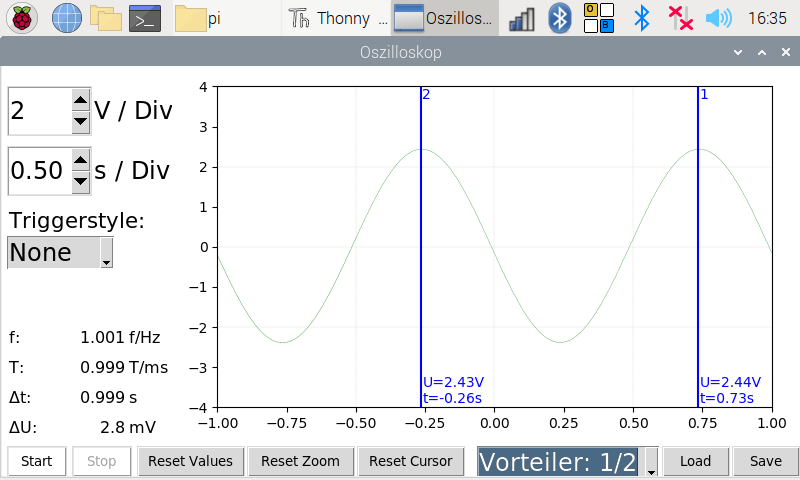 pi
Thonny ...
Oszillos...
O
B
16:35
Oszilloskop
2 V / Div
0.50 s / Div
Triggerstyle:
None
f: 1.001 f/Hz
T: 0.999 T/ms
Δt: 0.999 s
ΔU: 2.8 mV
4
3
2
1
0
−1
−2
−3
−4
2
1
U=2.43V
t=-0.26s
U=2.44V
t=0.73s
−1.00 −0.75 −0.50 −0.25 0.00 0.25 0.50 0.75 1.00
Start Stop Reset Values Reset Zoom Reset Cursor Vorteiler: 1/2 Load Save